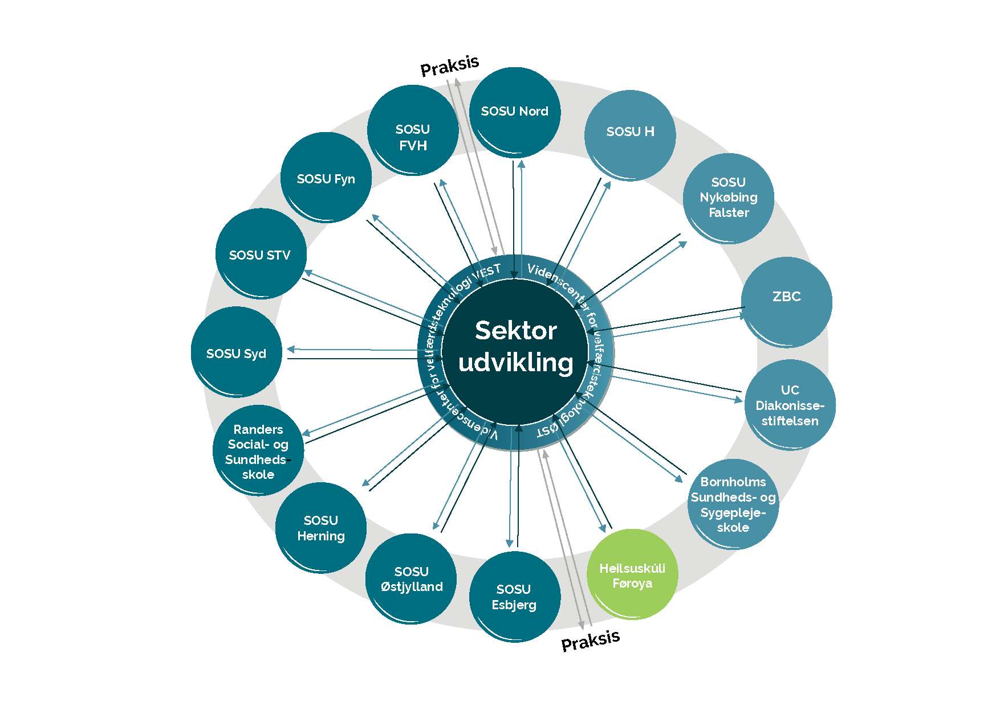 Praksis
SOSU Nord
SOSU H
SOSU
Nykøbing
Falster
ZBC
UC
Diakonisse-
stiftelsen
Bornholms
Sundheds- og
Sygepleje-
skole
Heilsuskúli
Føroya
Praksis
SOSU
Esbjerg
SOSU
Østjylland
SOSU
Herning
Randers
Social- og
Sundheds-
skole
SOSU Syd
SOSU STV
SOSU Fyn
SOSU
FVH
Videnscenter for velfærdsteknologi VEST
Videnscenter for velfærdsteknologi ØST
Sektor
udvikling